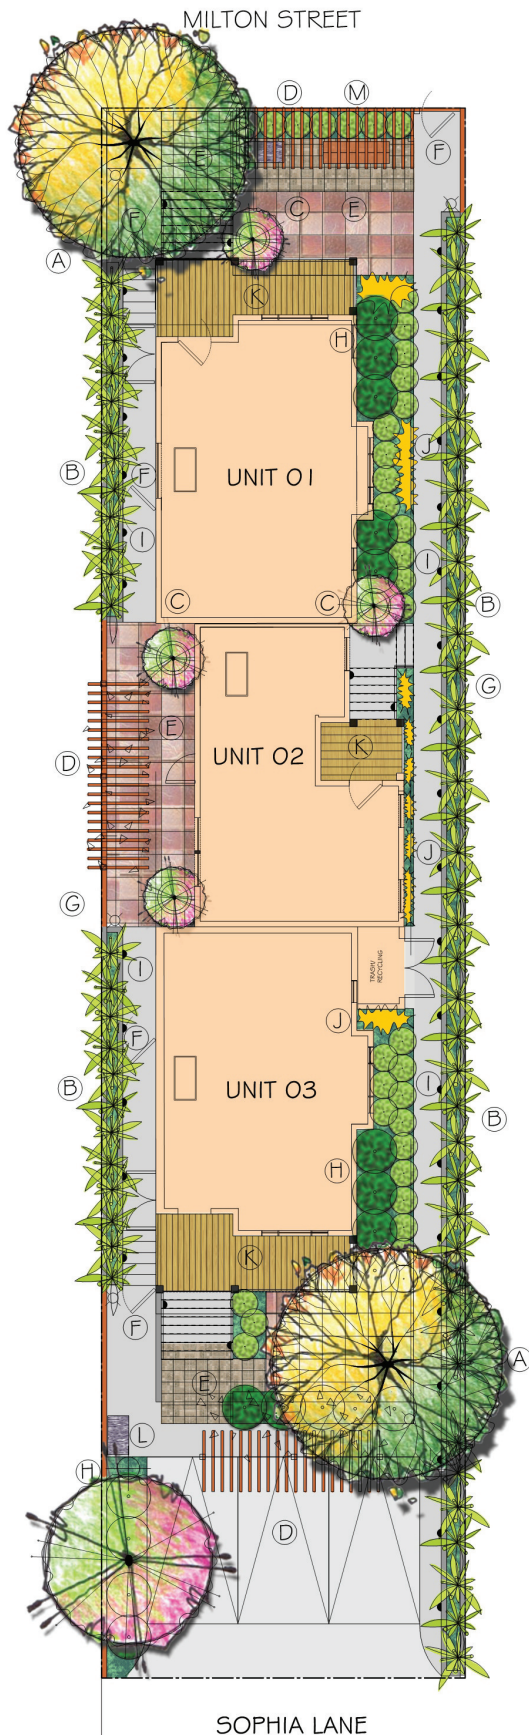 MILTON STREET
D M
E F
C E
F
A
K
H
J
B F UNIT 01
I I
C C B
G
E
UNIT 02 K
D
J
G
TRASH/
RECYCLING
I
J
F
B UNIT 03 I
B
H
K
F
A
E
L
H
D
SOPHIA LANE